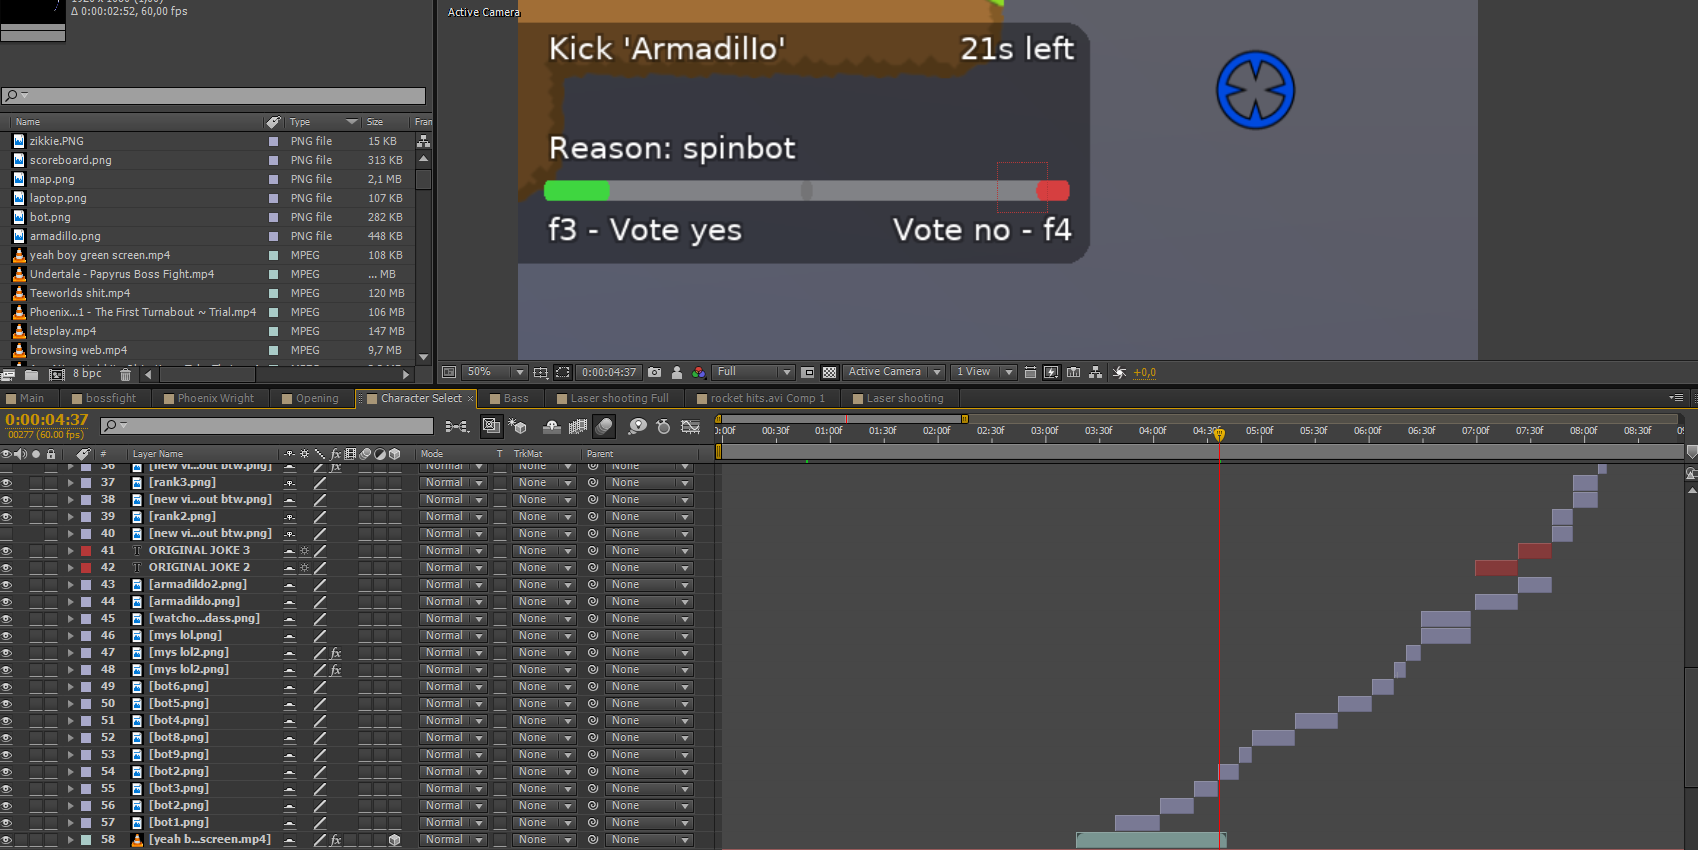 Δ 0:00:02:52, 60,00 fps
Active Camera
Kick 'Armadillo' 21s left
Reason: spinbot
f3 - Vote yes Vote no - f4
Name Type Size Fran
zikkie.PNG PNG file 15 KB
scoreboard.png PNG file 313 KB
map.png PNG file 2,1 MB
laptop.png PNG file 107 KB
bot.png PNG file 282 KB
armadillo.png PNG file 448 KB
yeah boy green screen.mp4 MPEG 108 KB
Undertale - Papyrus Boss Fight.mp4 MPEG ... MB
Teeworlds shit.mp4 MPEG 120 MB
Phoenix...1 - The First Turnabout ~ Trial.mp4 MPEG 106 MB
letsplay.mp4 MPEG 147 MB
browsing web.mp4 MPEG 9,7 MB
8 bpc
50% 0:00:04:37 Full Active Camera 1 View +0,0
Main bossfight Phoenix Wright Opening Character Select × Bass Laser shooting Full rocket hits.avi Comp 1 Laser shooting
0:00:04:37
00277 (60.00 fps)
):00f 00:30f 01:00f 01:30f 02:00f 02:30f 03:00f 03:30f 04:00f 04:30f 05:00f 05:30f 06:00f 06:30f 07:00f 07:30f 08:00f 08:30f
# Layer Name fx Mode T TrkMat Parent
36 [new vi...out btw.png] fx Normal None None
37 [rank3.png] Normal None None
38 [new vi...out btw.png] Normal None None
39 [rank2.png] Normal None None
40 [new vi...out btw.png] Normal None None
41 T ORIGINAL JOKE 3 Normal None None
42 T ORIGINAL JOKE 2 Normal None None
43 [armadildo2.png] Normal None None
44 [armadildo.png] Normal None None
45 [watcho...dass.png] Normal None None
46 [mys lol.png] Normal None None
47 [mys lol2.png] fx Normal None None
48 [mys lol2.png] fx Normal None None
49 [bot6.png] Normal None None
50 [bot5.png] Normal None None
51 [bot4.png] Normal None None
52 [bot8.png] Normal None None
53 [bot9.png] Normal None None
54 [bot2.png] Normal None None
55 [bot3.png] Normal None None
56 [bot2.png] Normal None None
57 [bot1.png] Normal None None
58 [yeah b...screen.mp4] fx Normal None None